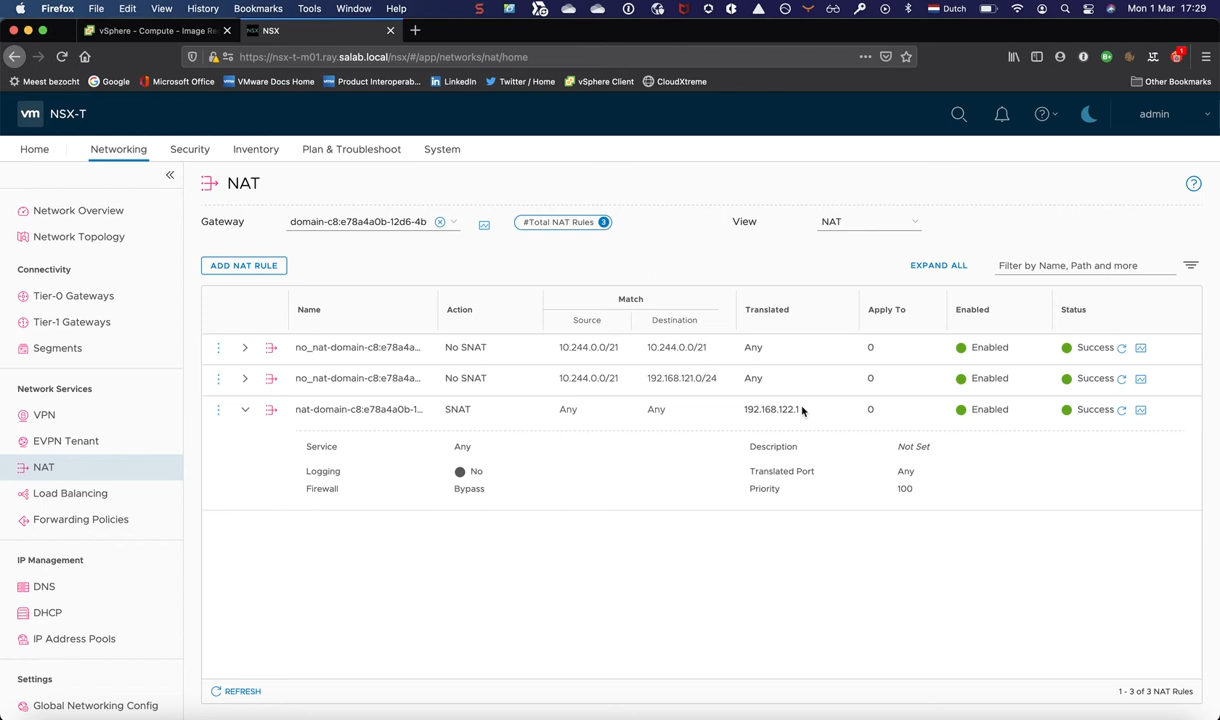 Firefox File Edit View History Bookmarks Tools Window Help Dutch Mon 1 Mar 17:29
vSphere - Compute - Image Re NSX
https://nsx-t-m01.ray.salab.local/nsx/#/app/networks/nat/home
Meest bezocht Google Microsoft Office VMware Docs Home Product Interoperab... LinkedIn Twitter / Home vSphere Client CloudXtreme Other Bookmarks
vm NSX-T admin
Home Networking Security Inventory Plan & Troubleshoot System
NAT
Gateway domain-c8:e78a4a0b-12d6-4b #Total NAT Rules 3 View NAT
ADD NAT RULE EXPAND ALL Filter by Name, Path and more
Name Action Match Translated Apply To Enabled Status
Source Destination
no_nat-domain-c8:e78a4a... No SNAT 10.244.0.0/21 10.244.0.0/21 Any 0 Enabled Success
no_nat-domain-c8:e78a4a... No SNAT 10.244.0.0/21 192.168.121.0/24 Any 0 Enabled Success
nat-domain-c8:e78a4a0b-1... SNAT Any Any 192.168.122.1 0 Enabled Success
Service Any Description Not Set
Logging No Translated Port Any
Firewall Bypass Priority 100
REFRESH 1 - 3 of 3 NAT Rules
Network Overview
Network Topology
Connectivity
Tier-0 Gateways
Tier-1 Gateways
Segments
Network Services
VPN
EVPN Tenant
NAT
Load Balancing
Forwarding Policies
IP Management
DNS
DHCP
IP Address Pools
Settings
Global Networking Config